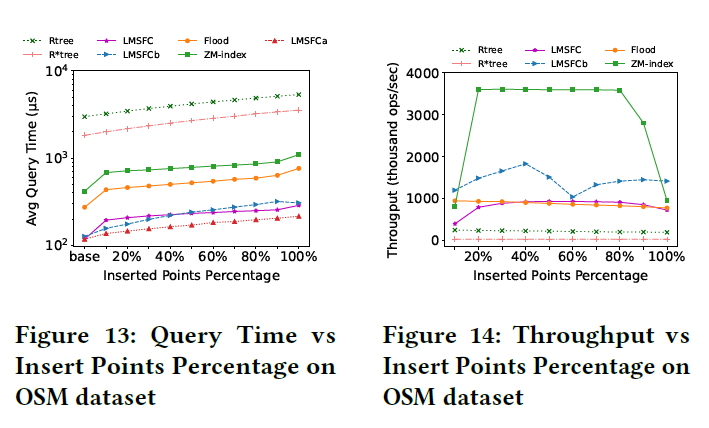 Rtree LMSFC Flood LMSFCa
R*tree LMSFCb ZM-index
10^4
10^3
10^2
Avg Query Time (μs)
base 20% 40% 60% 80% 100%
Inserted Points Percentage
Figure 13: Query Time vs
Insert Points Percentage on
OSM dataset
Rtree LMSFC Flood
R*tree LMSFCb ZM-index
4000
3000
2000
1000
0
Througput (thousand ops/sec)
20% 40% 60% 80% 100%
Inserted Points Percentage
Figure 14: Throughput vs
Insert Points Percentage on
OSM dataset